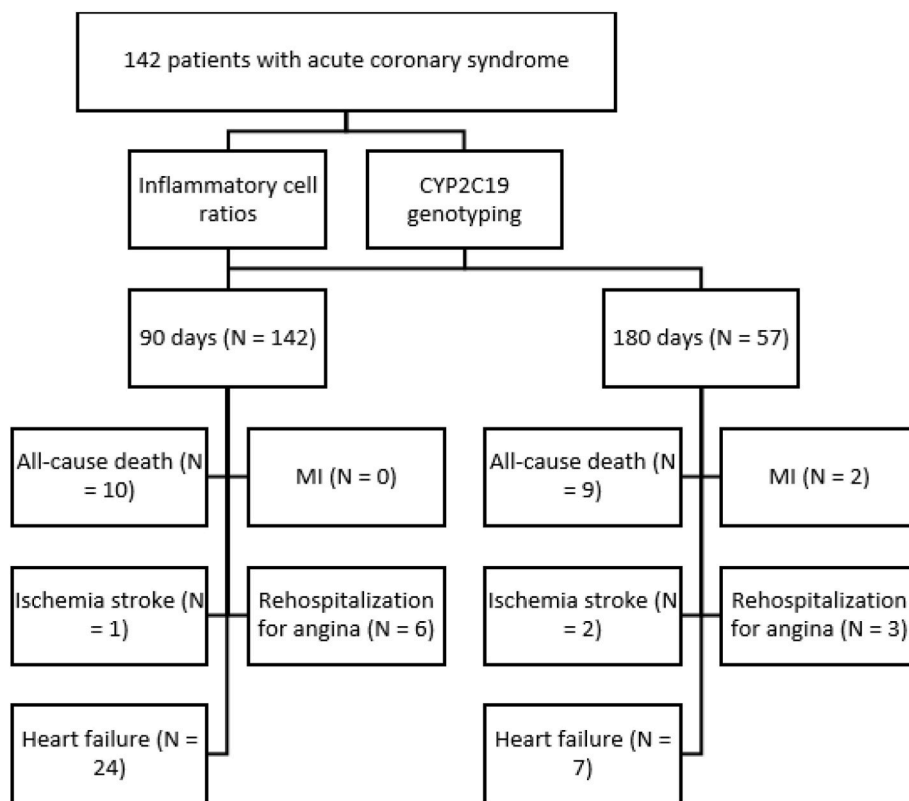 142 patients with acute coronary syndrome
Inflammatory cell
ratios
CYP2C19
genotyping
90 days (N = 142)
180 days (N = 57)
All-cause death (N
= 10)
MI (N = 0)
All-cause death (N
= 9)
MI (N = 2)
Ischemia stroke (N
= 1)
Rehospitalization
for angina (N = 6)
Ischemia stroke (N
= 2)
Rehospitalization
for angina (N = 3)
Heart failure (N =
24)
Heart failure (N =
7)